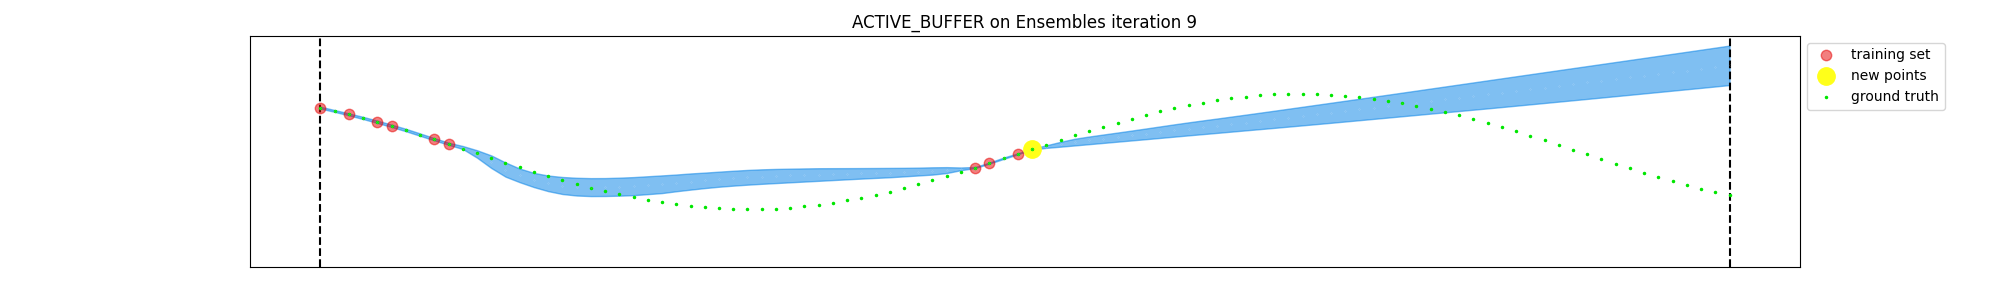 ACTIVE_BUFFER on Ensembles iteration 9
training set
new points
ground truth